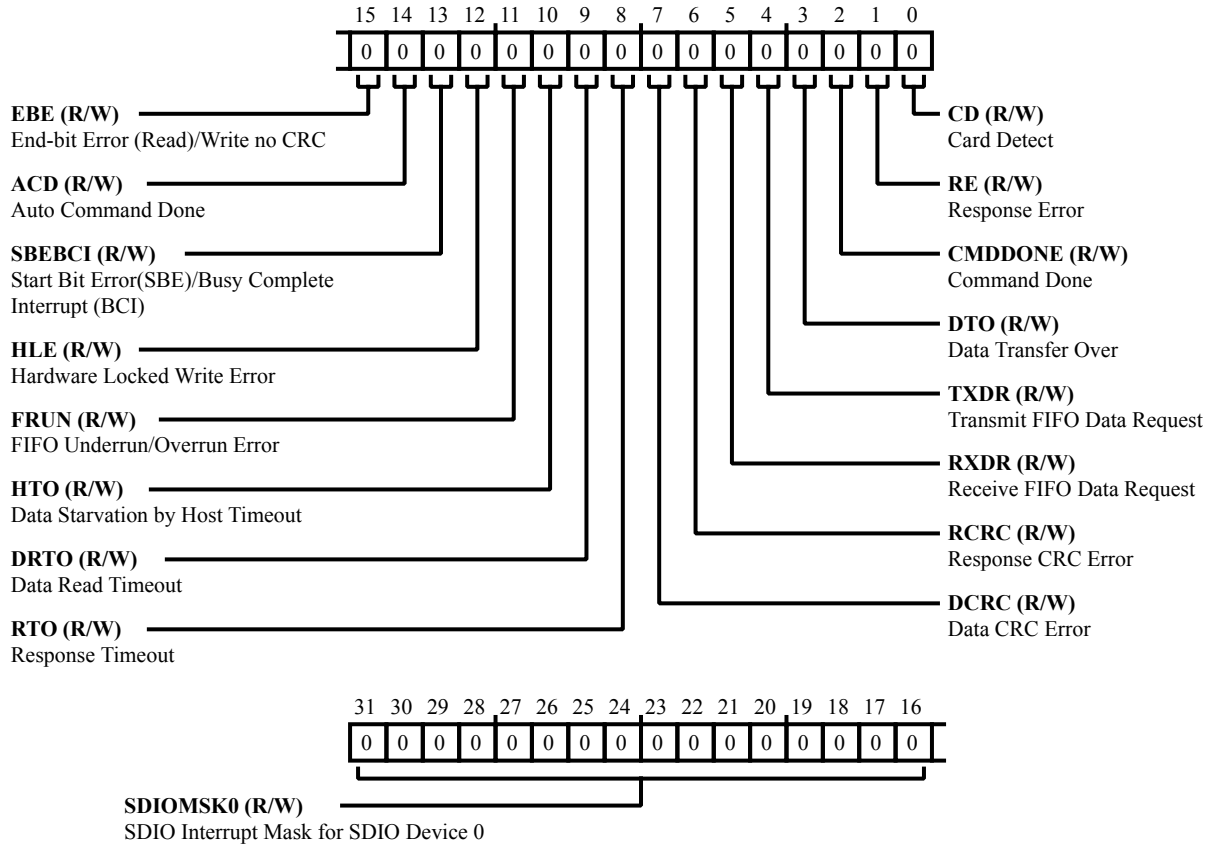 15 14 13 12 11 10 9 8 7 6 5 4 3 2 1 0
0 0 0 0 0 0 0 0 0 0 0 0 0 0 0 0
EBE (R/W)
End-bit Error (Read)/Write no CRC
ACD (R/W)
Auto Command Done
SBEBCI (R/W)
Start Bit Error(SBE)/Busy Complete
Interrupt (BCI)
HLE (R/W)
Hardware Locked Write Error
FRUN (R/W)
FIFO Underrun/Overrun Error
HTO (R/W)
Data Starvation by Host Timeout
DRTO (R/W)
Data Read Timeout
RTO (R/W)
Response Timeout
CD (R/W)
Card Detect
RE (R/W)
Response Error
CMDDONE (R/W)
Command Done
DTO (R/W)
Data Transfer Over
TXDR (R/W)
Transmit FIFO Data Request
RXDR (R/W)
Receive FIFO Data Request
RCRC (R/W)
Response CRC Error
DCRC (R/W)
Data CRC Error
31 30 29 28 27 26 25 24 23 22 21 20 19 18 17 16
0 0 0 0 0 0 0 0 0 0 0 0 0 0 0 0
SDIOMSK0 (R/W)
SDIO Interrupt Mask for SDIO Device 0